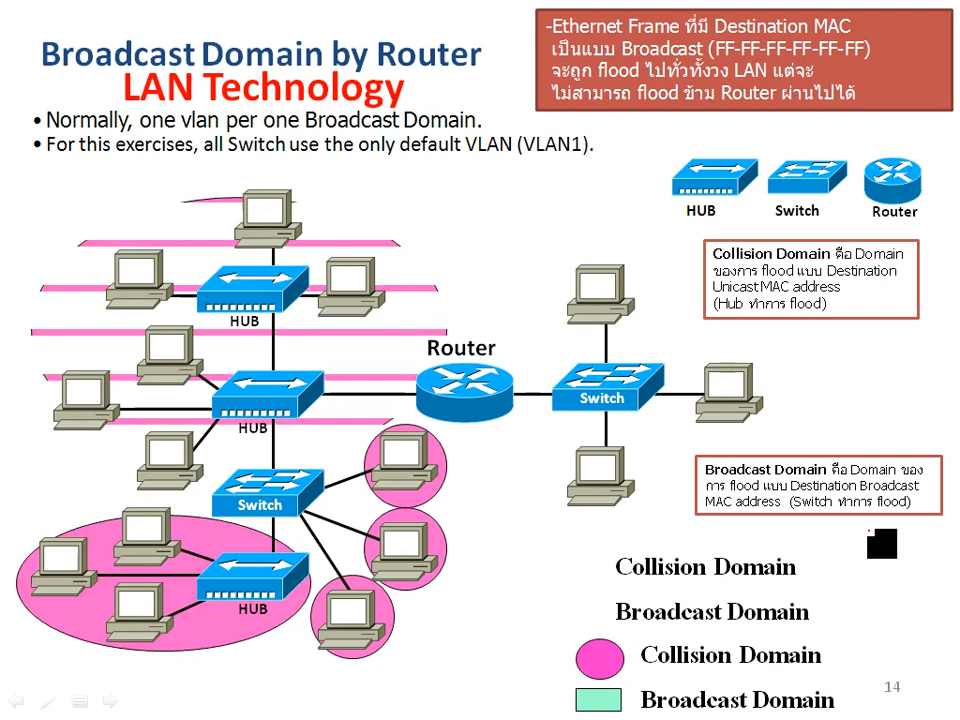 Broadcast Domain by Router
LAN Technology
-Ethernet Frame ที่มี Destination MAC
เป็นแบบ Broadcast (FF-FF-FF-FF-FF-FF)
จะถูก flood ไปทั่วทั้งวง LAN แต่จะ
ไม่สามารถ flood ข้าม Router ผ่านไปได้
• Normally, one vlan per one Broadcast Domain.
• For this exercises, all Switch use the only default VLAN (VLAN1).
HUB
Switch
Router
Collision Domain คือ Domain
ของการ flood แบบ Destination
Unicast MAC address
(Hub ทำการ flood)
HUB
Router
Switch
HUB
Switch
HUB
Broadcast Domain คือ Domain ของ
การ flood แบบ Destination Broadcast
MAC address (Switch ทำการ flood)
Collision Domain
Broadcast Domain
Collision Domain
Broadcast Domain
14